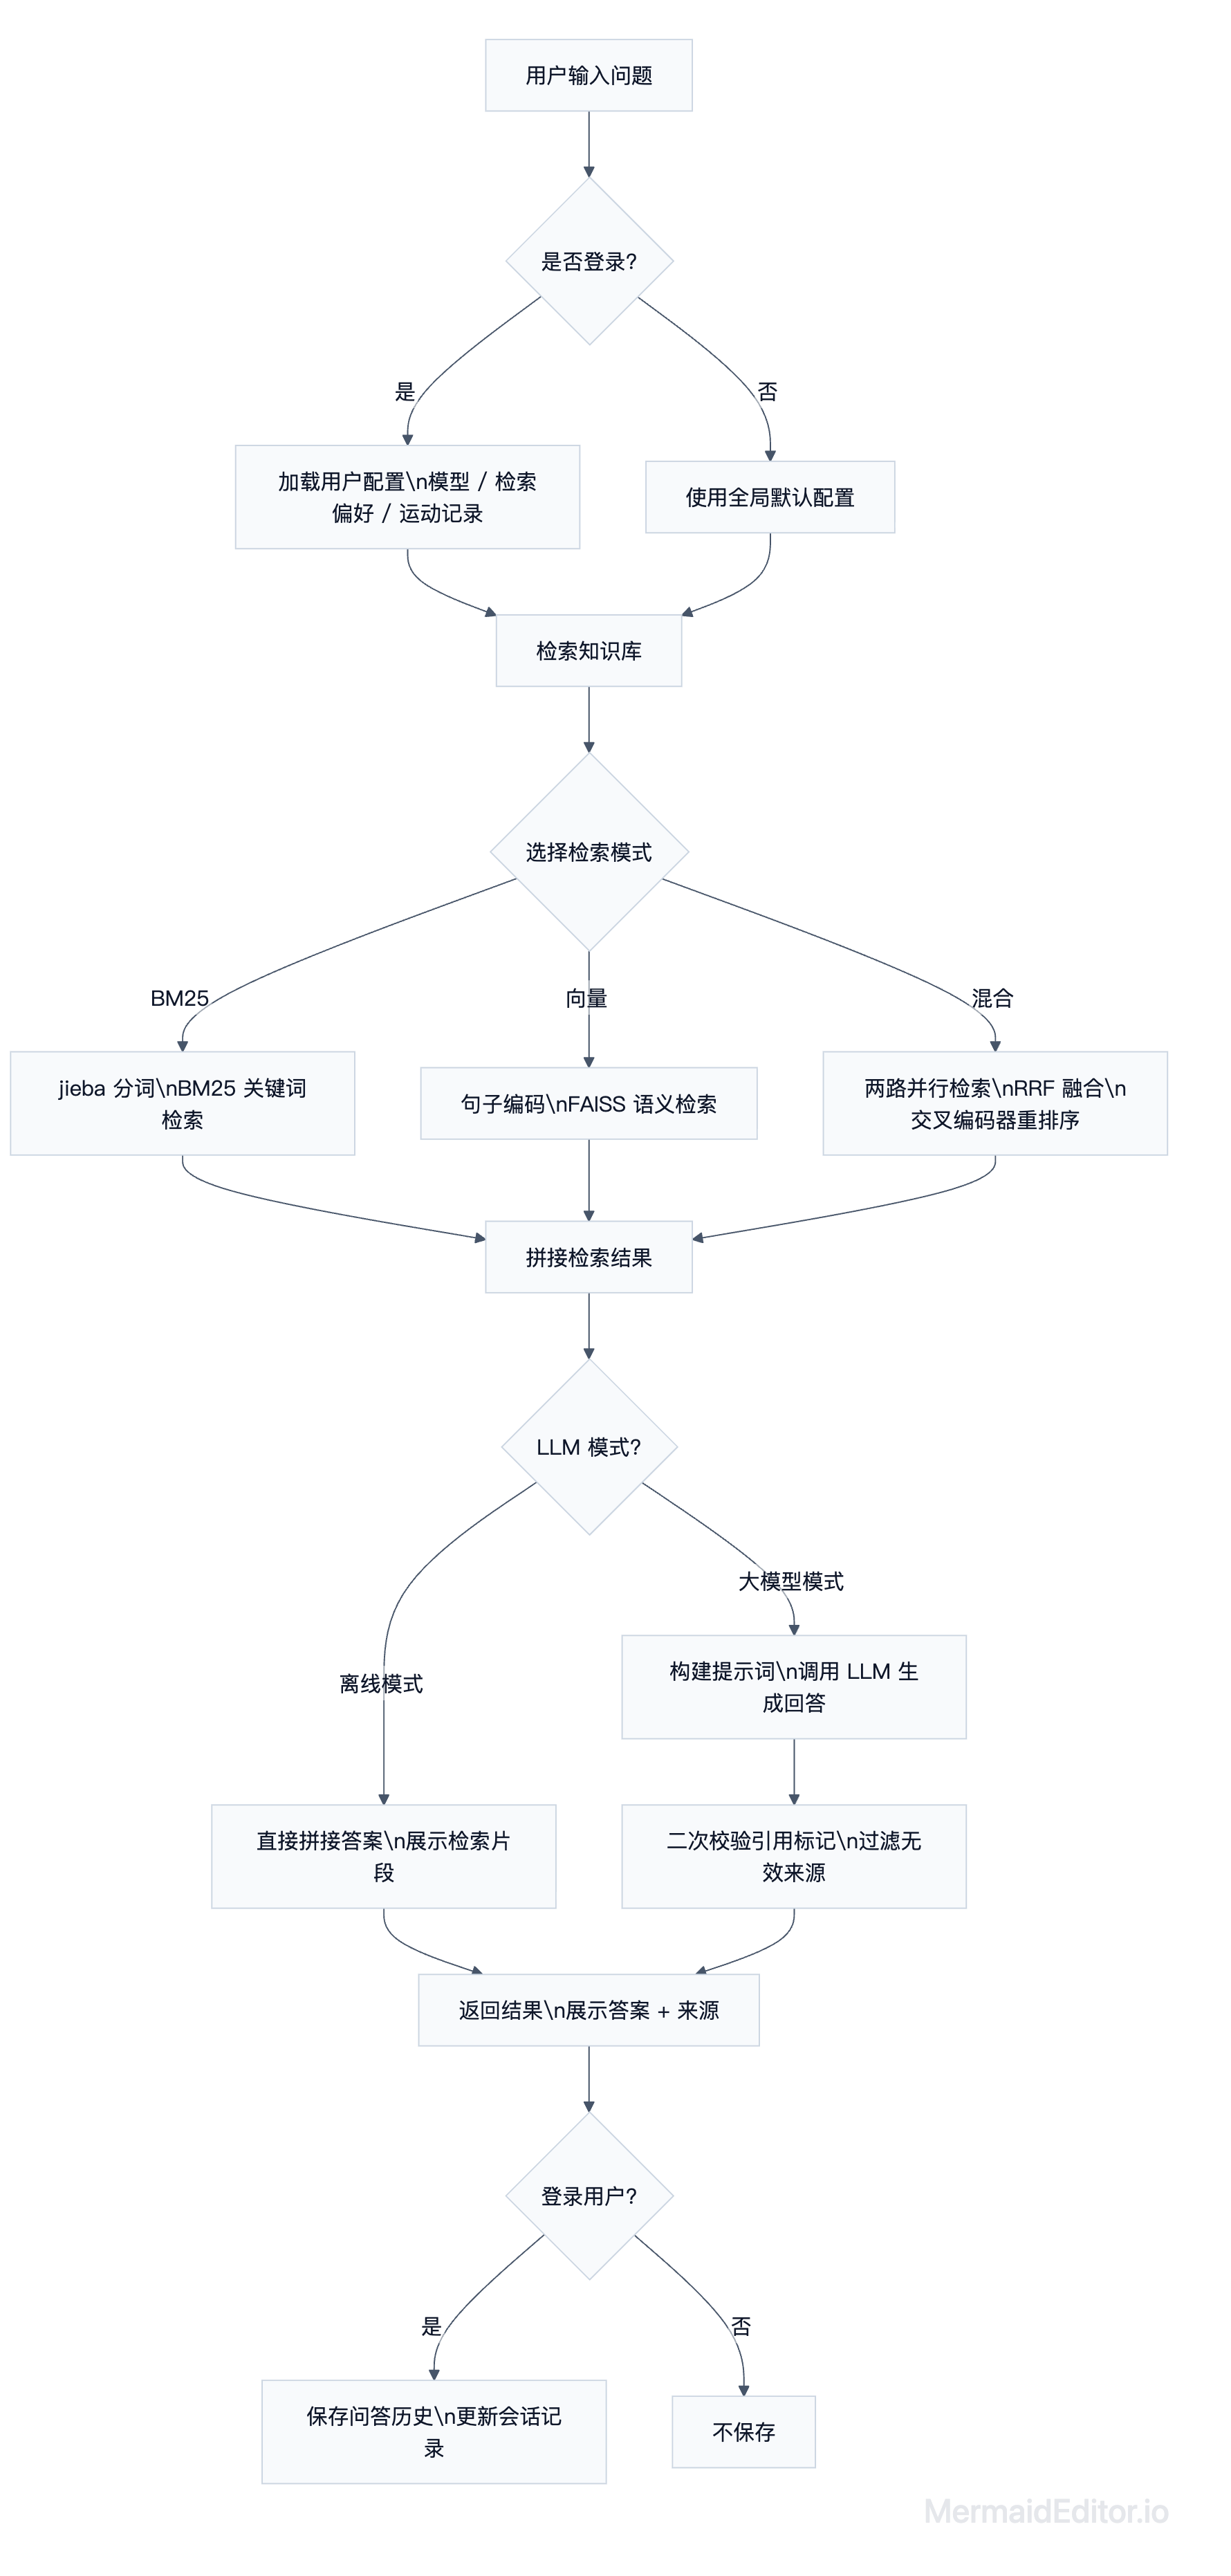 用户输入问题
是否登录?
是
否
加载用户配置\n模型 / 检索
偏好 / 运动记录
使用全局默认配置
检索知识库
选择检索模式
BM25
向量
混合
jieba 分词\nBM25 关键词
检索
句子编码\nFAISS 语义检索
两路并行检索\nRRF 融合\n
交叉编码器重排序
拼接检索结果
LLM 模式?
大模型模式
离线模式
构建提示词\n调用 LLM 生
成回答
直接拼接答案\n展示检索片
段
二次校验引用标记\n过滤无
效来源
返回结果\n展示答案 + 来源
登录用户?
是
否
保存问答历史\n更新会话记
录
不保存
MermaidEditor.io